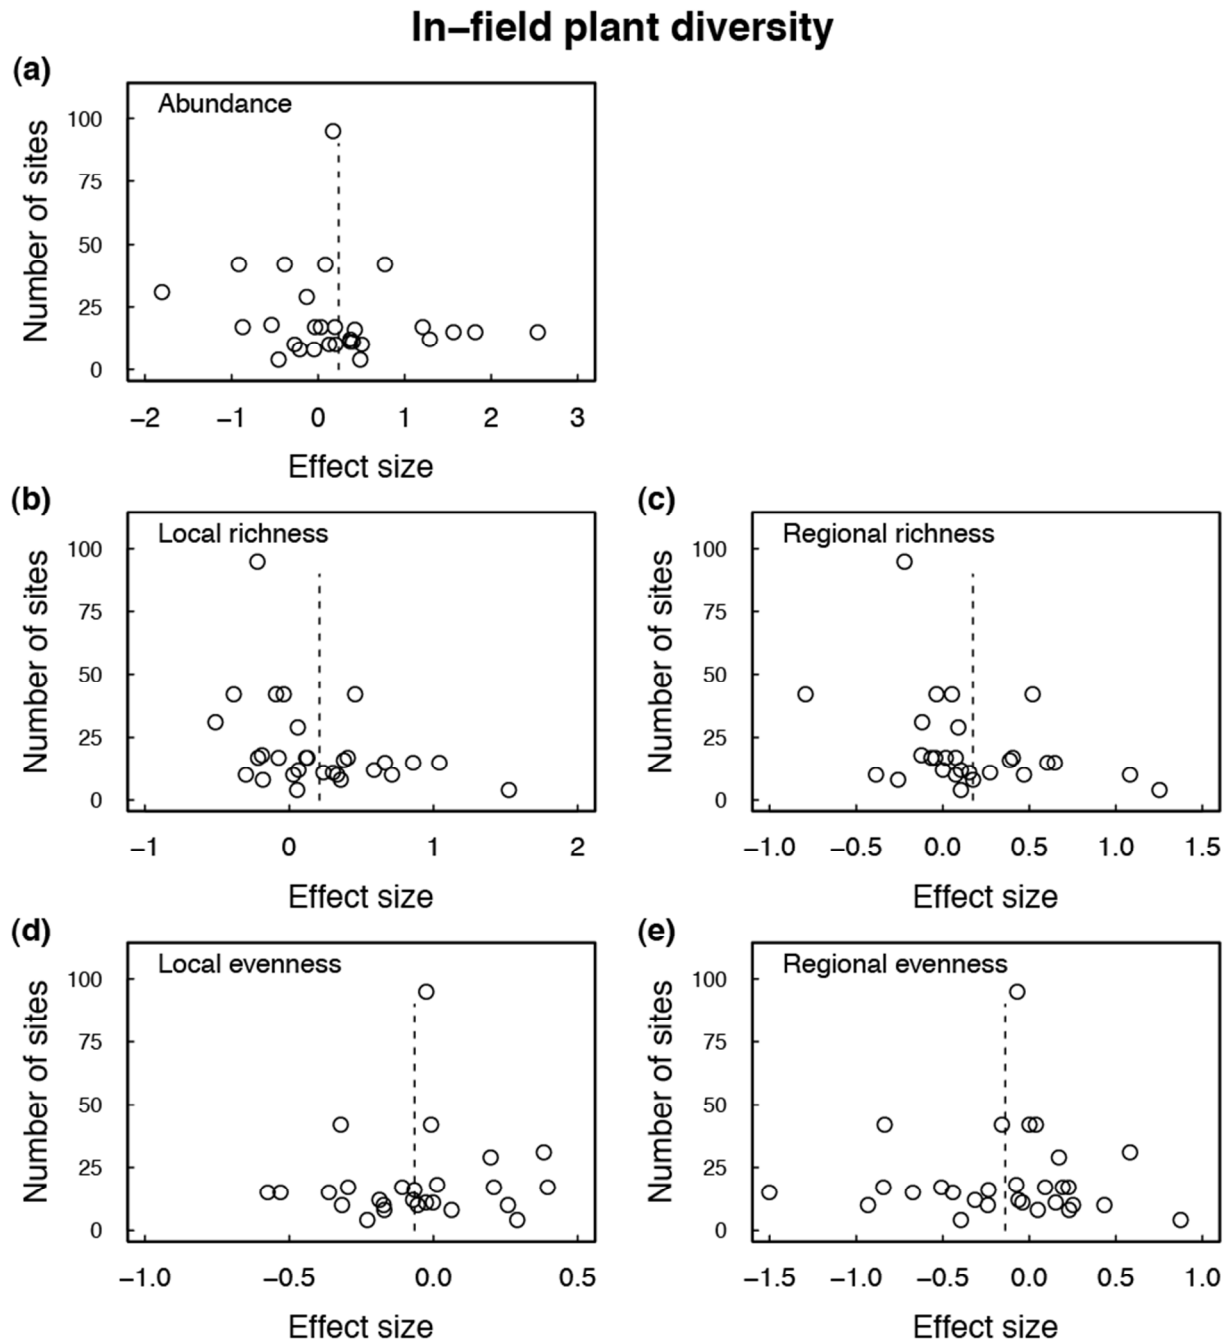 In−field plant diversity
(a)
Abundance
Number of sites
100
75
50
25
0
−2 −1 0 1 2 3
Effect size
(b)
Local richness
Number of sites
100
75
50
25
0
−1 0 1 2
Effect size
(c)
Regional richness
Number of sites
100
75
50
25
0
−1.0 −0.5 0.0 0.5 1.0 1.5
Effect size
(d)
Local evenness
Number of sites
100
75
50
25
0
−1.0 −0.5 0.0 0.5
Effect size
(e)
Regional evenness
Number of sites
100
75
50
25
0
−1.5 −1.0 −0.5 0.0 0.5 1.0
Effect size